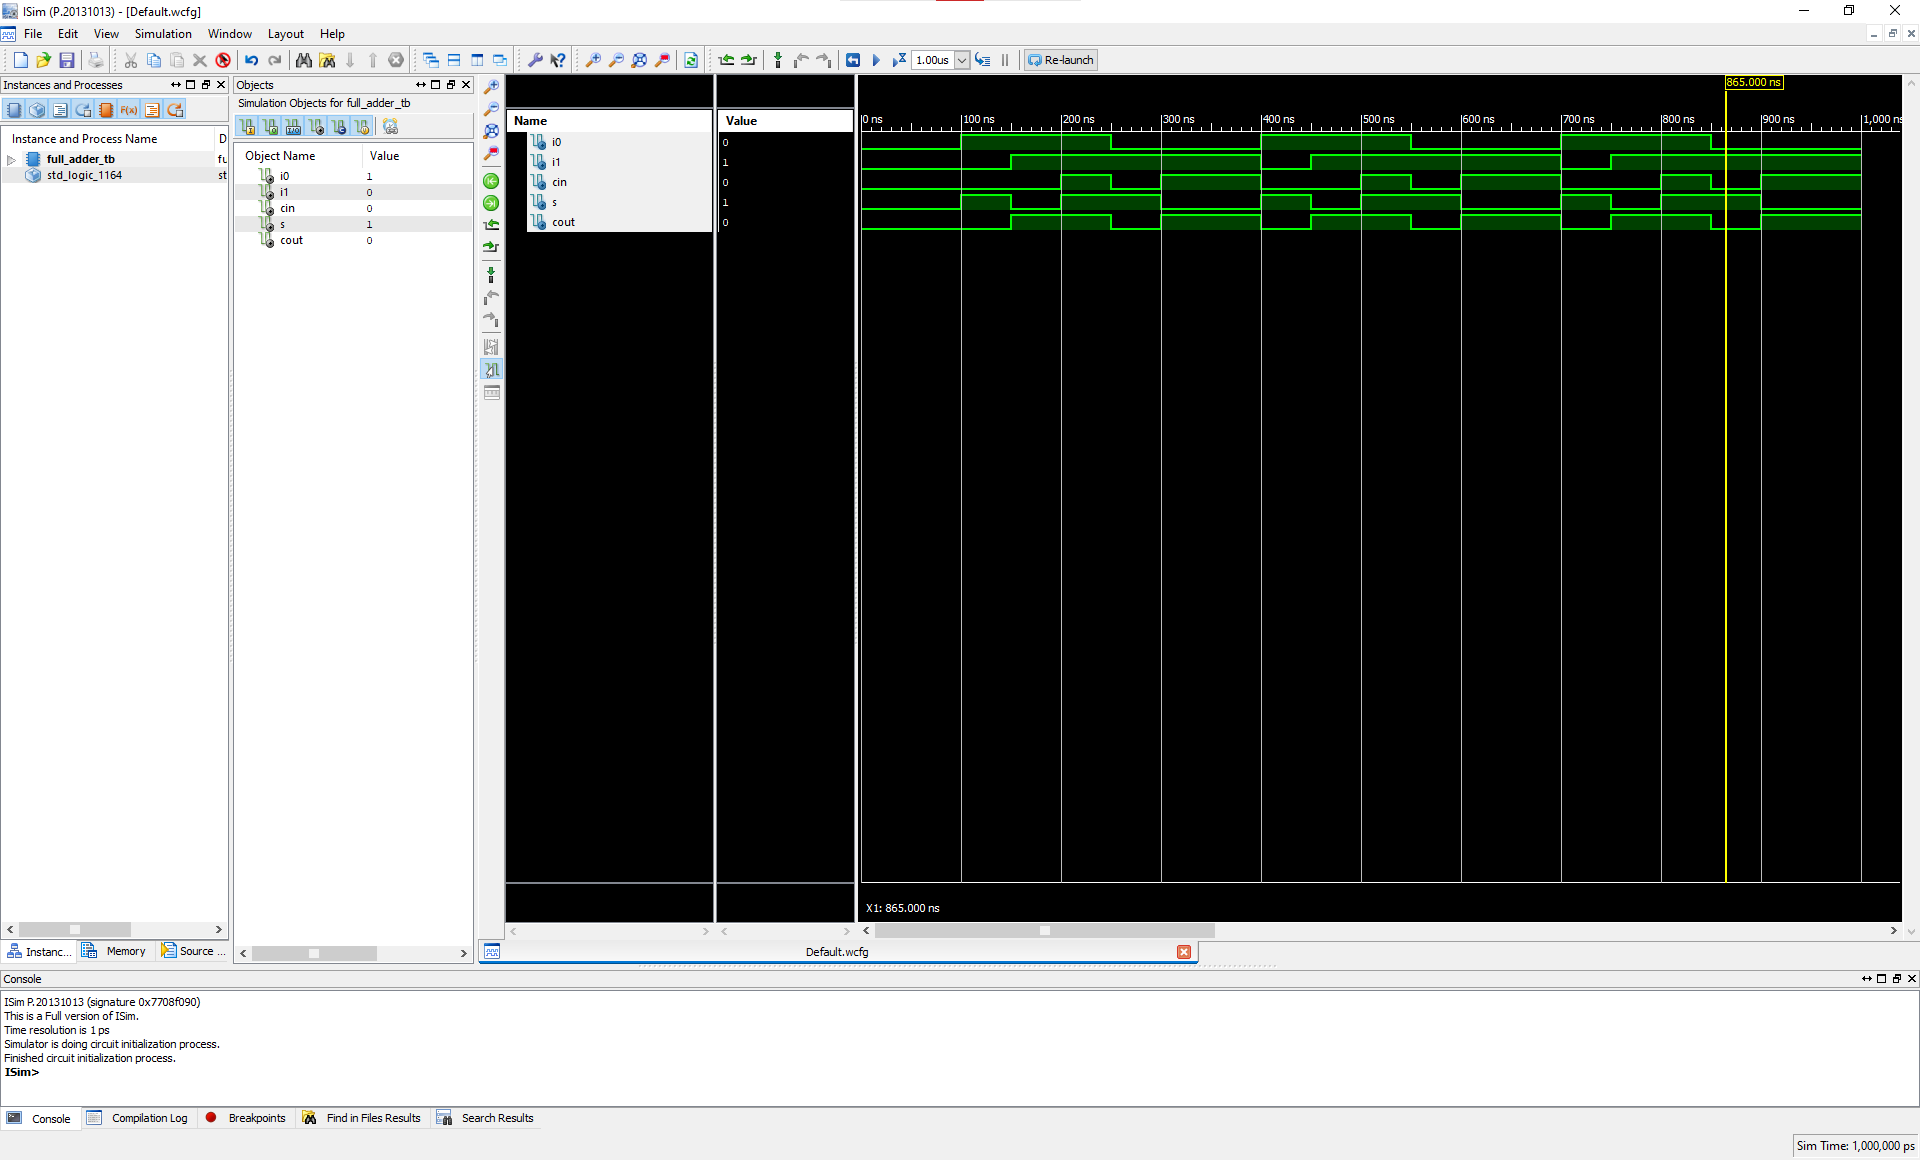 ISim (P.20131013) - [Default.wcfg]
File Edit View Simulation Window Layout Help
1.00us Re-launch
Instances and Processes
Instance and Process Name D
full_adder_tb fu
std_logic_1164 st
Instanc... Memory Source ...
Objects
Simulation Objects for full_adder_tb
Object Name Value
i0 1
i1 0
cin 0
s 1
cout 0
Name Value
i0 0
i1 1
cin 0
s 1
cout 0
865.000 ns
0 ns 100 ns 200 ns 300 ns 400 ns 500 ns 600 ns 700 ns 800 ns 900 ns 1,000 ns
X1: 865.000 ns
Default.wcfg
Console
ISim P.20131013 (signature 0x7708f090)
This is a Full version of ISim.
Time resolution is 1 ps
Simulator is doing circuit initialization process.
Finished circuit initialization process.
ISim>
Console Compilation Log Breakpoints Find in Files Results Search Results
Sim Time: 1,000,000 ps